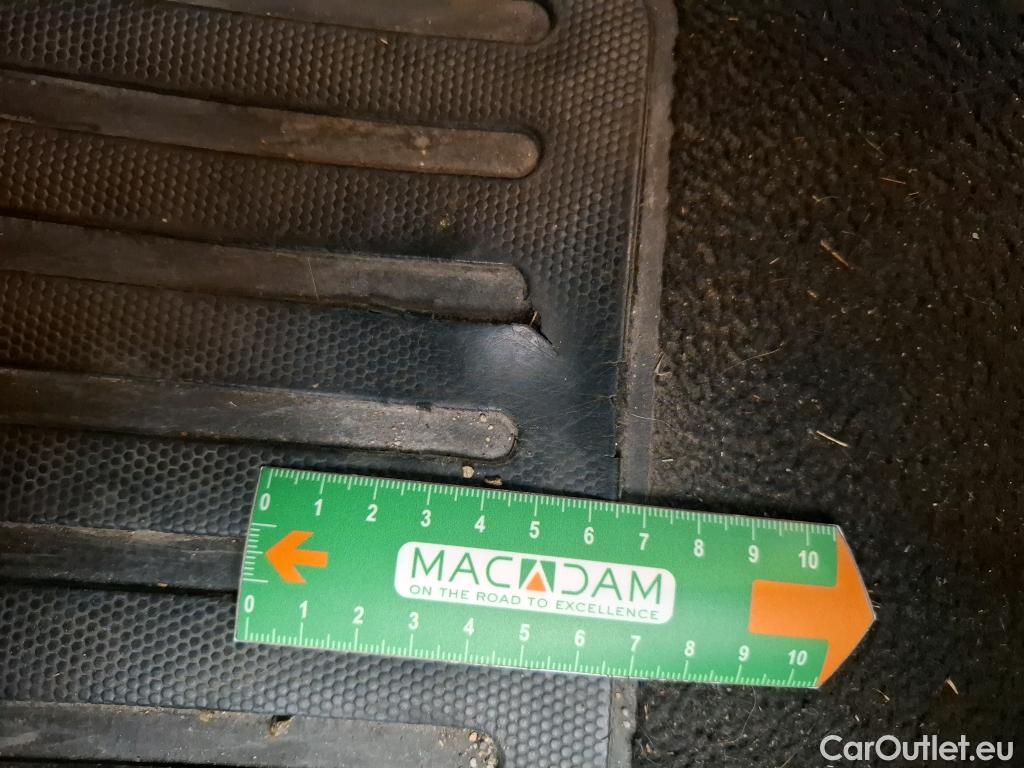 0 1 2 3 4 5 6 7 8 9 10
MACADAM
ON THE ROAD TO EXCELLENCE
0 1 2 3 4 5 6 7 8 9 10
CarOutlet.eu